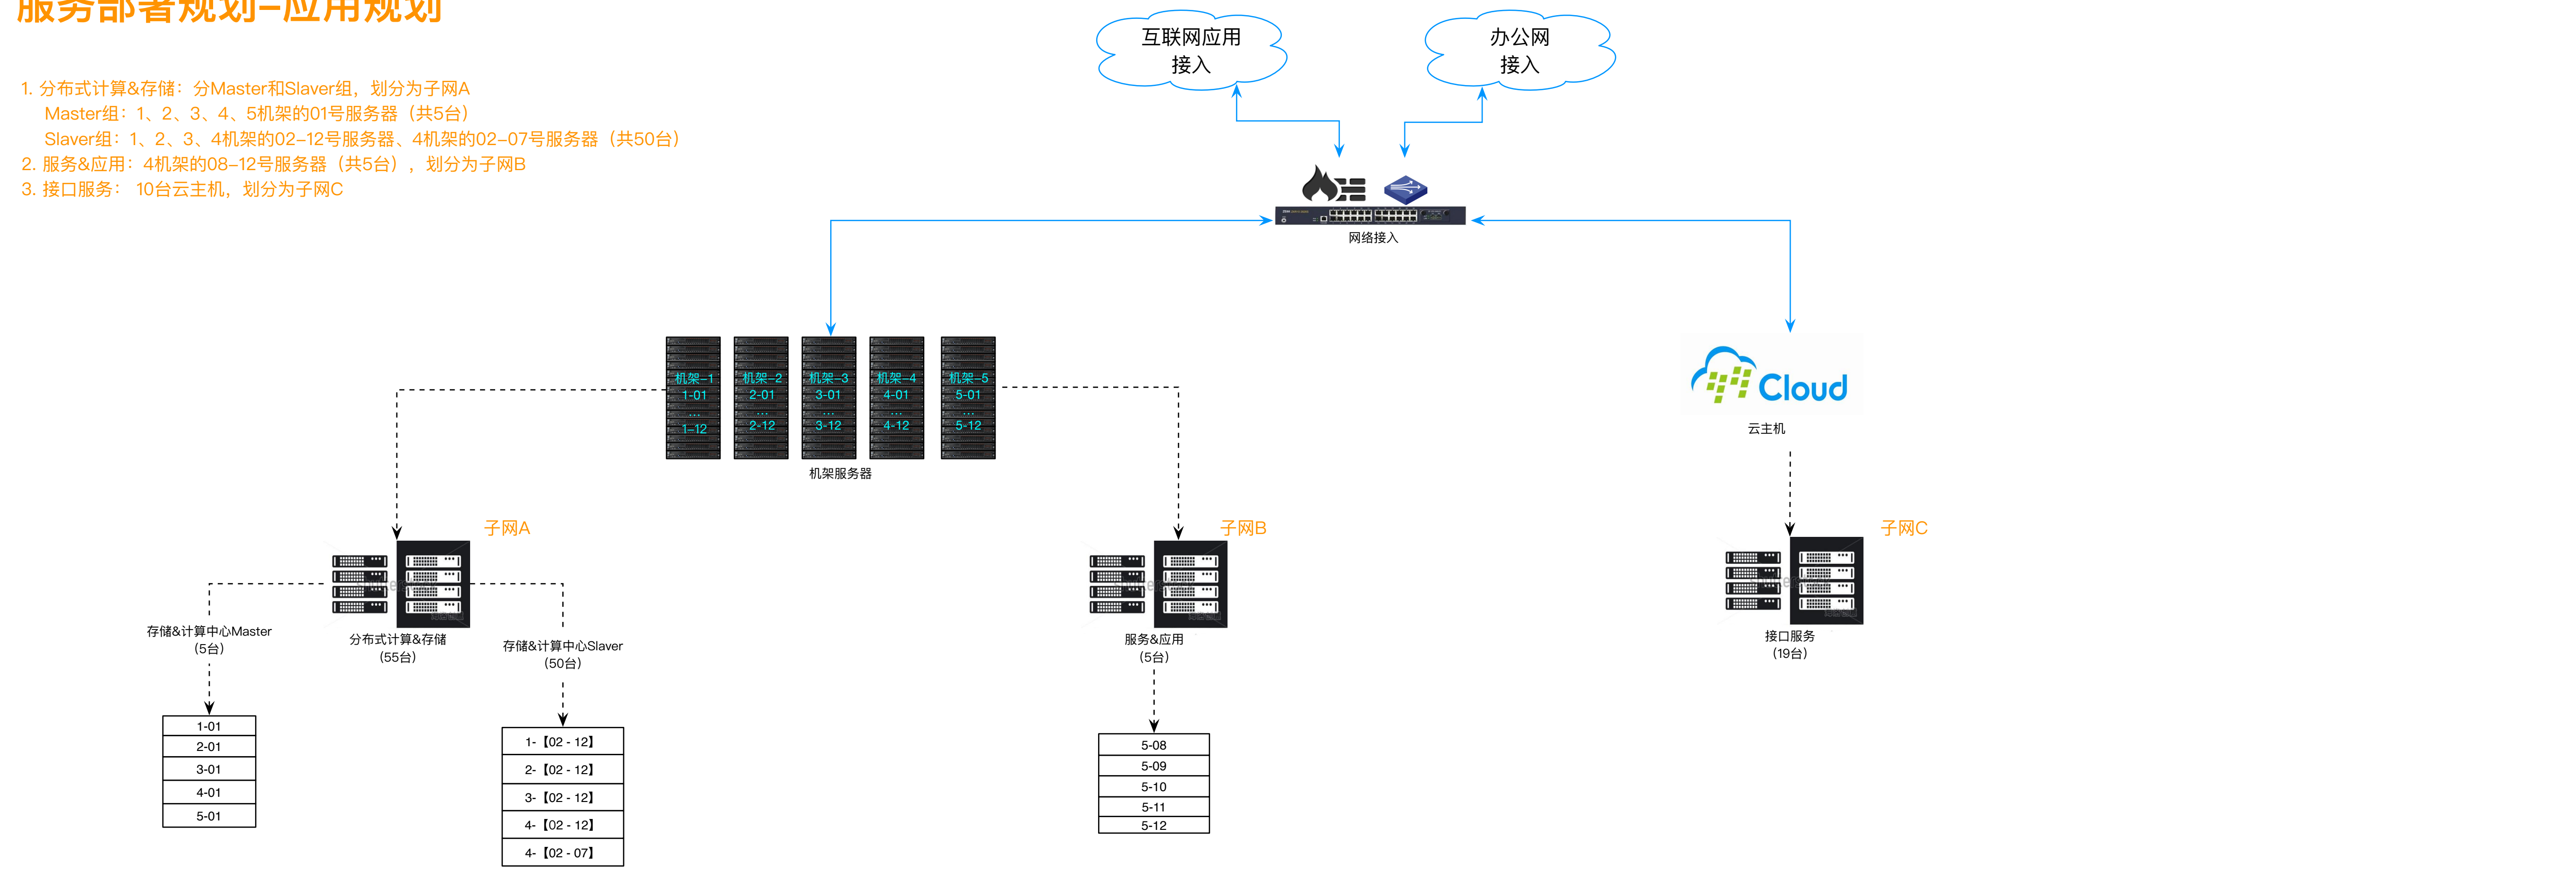 服务部署规划-应用规划
1. 分布式计算&存储：分Master和Slaver组，划分为子网A
Master组：1、2、3、4、5机架的01号服务器（共5台）
Slaver组：1、2、3、4机架的02-12号服务器、4机架的02-07号服务器（共50台）
2. 服务&应用：4机架的08-12号服务器（共5台），划分为子网B
3. 接口服务： 10台云主机，划分为子网C
互联网应用
接入
办公网
接入
网络接入
机架-1
1-01
...
1-12
机架-2
2-01
...
2-12
机架-3
3-01
...
3-12
机架-4
4-01
...
4-12
机架-5
5-01
...
5-12
机架服务器
Cloud
云主机
子网A
子网B
子网C
分布式计算&存储
（55台）
服务&应用
（5台）
接口服务
（19台）
存储&计算中心Master
（5台）
存储&计算中心Slaver
（50台）
1-01
2-01
3-01
4-01
5-01
1-【02 - 12】
2-【02 - 12】
3-【02 - 12】
4-【02 - 12】
4-【02 - 07】
5-08
5-09
5-10
5-11
5-12